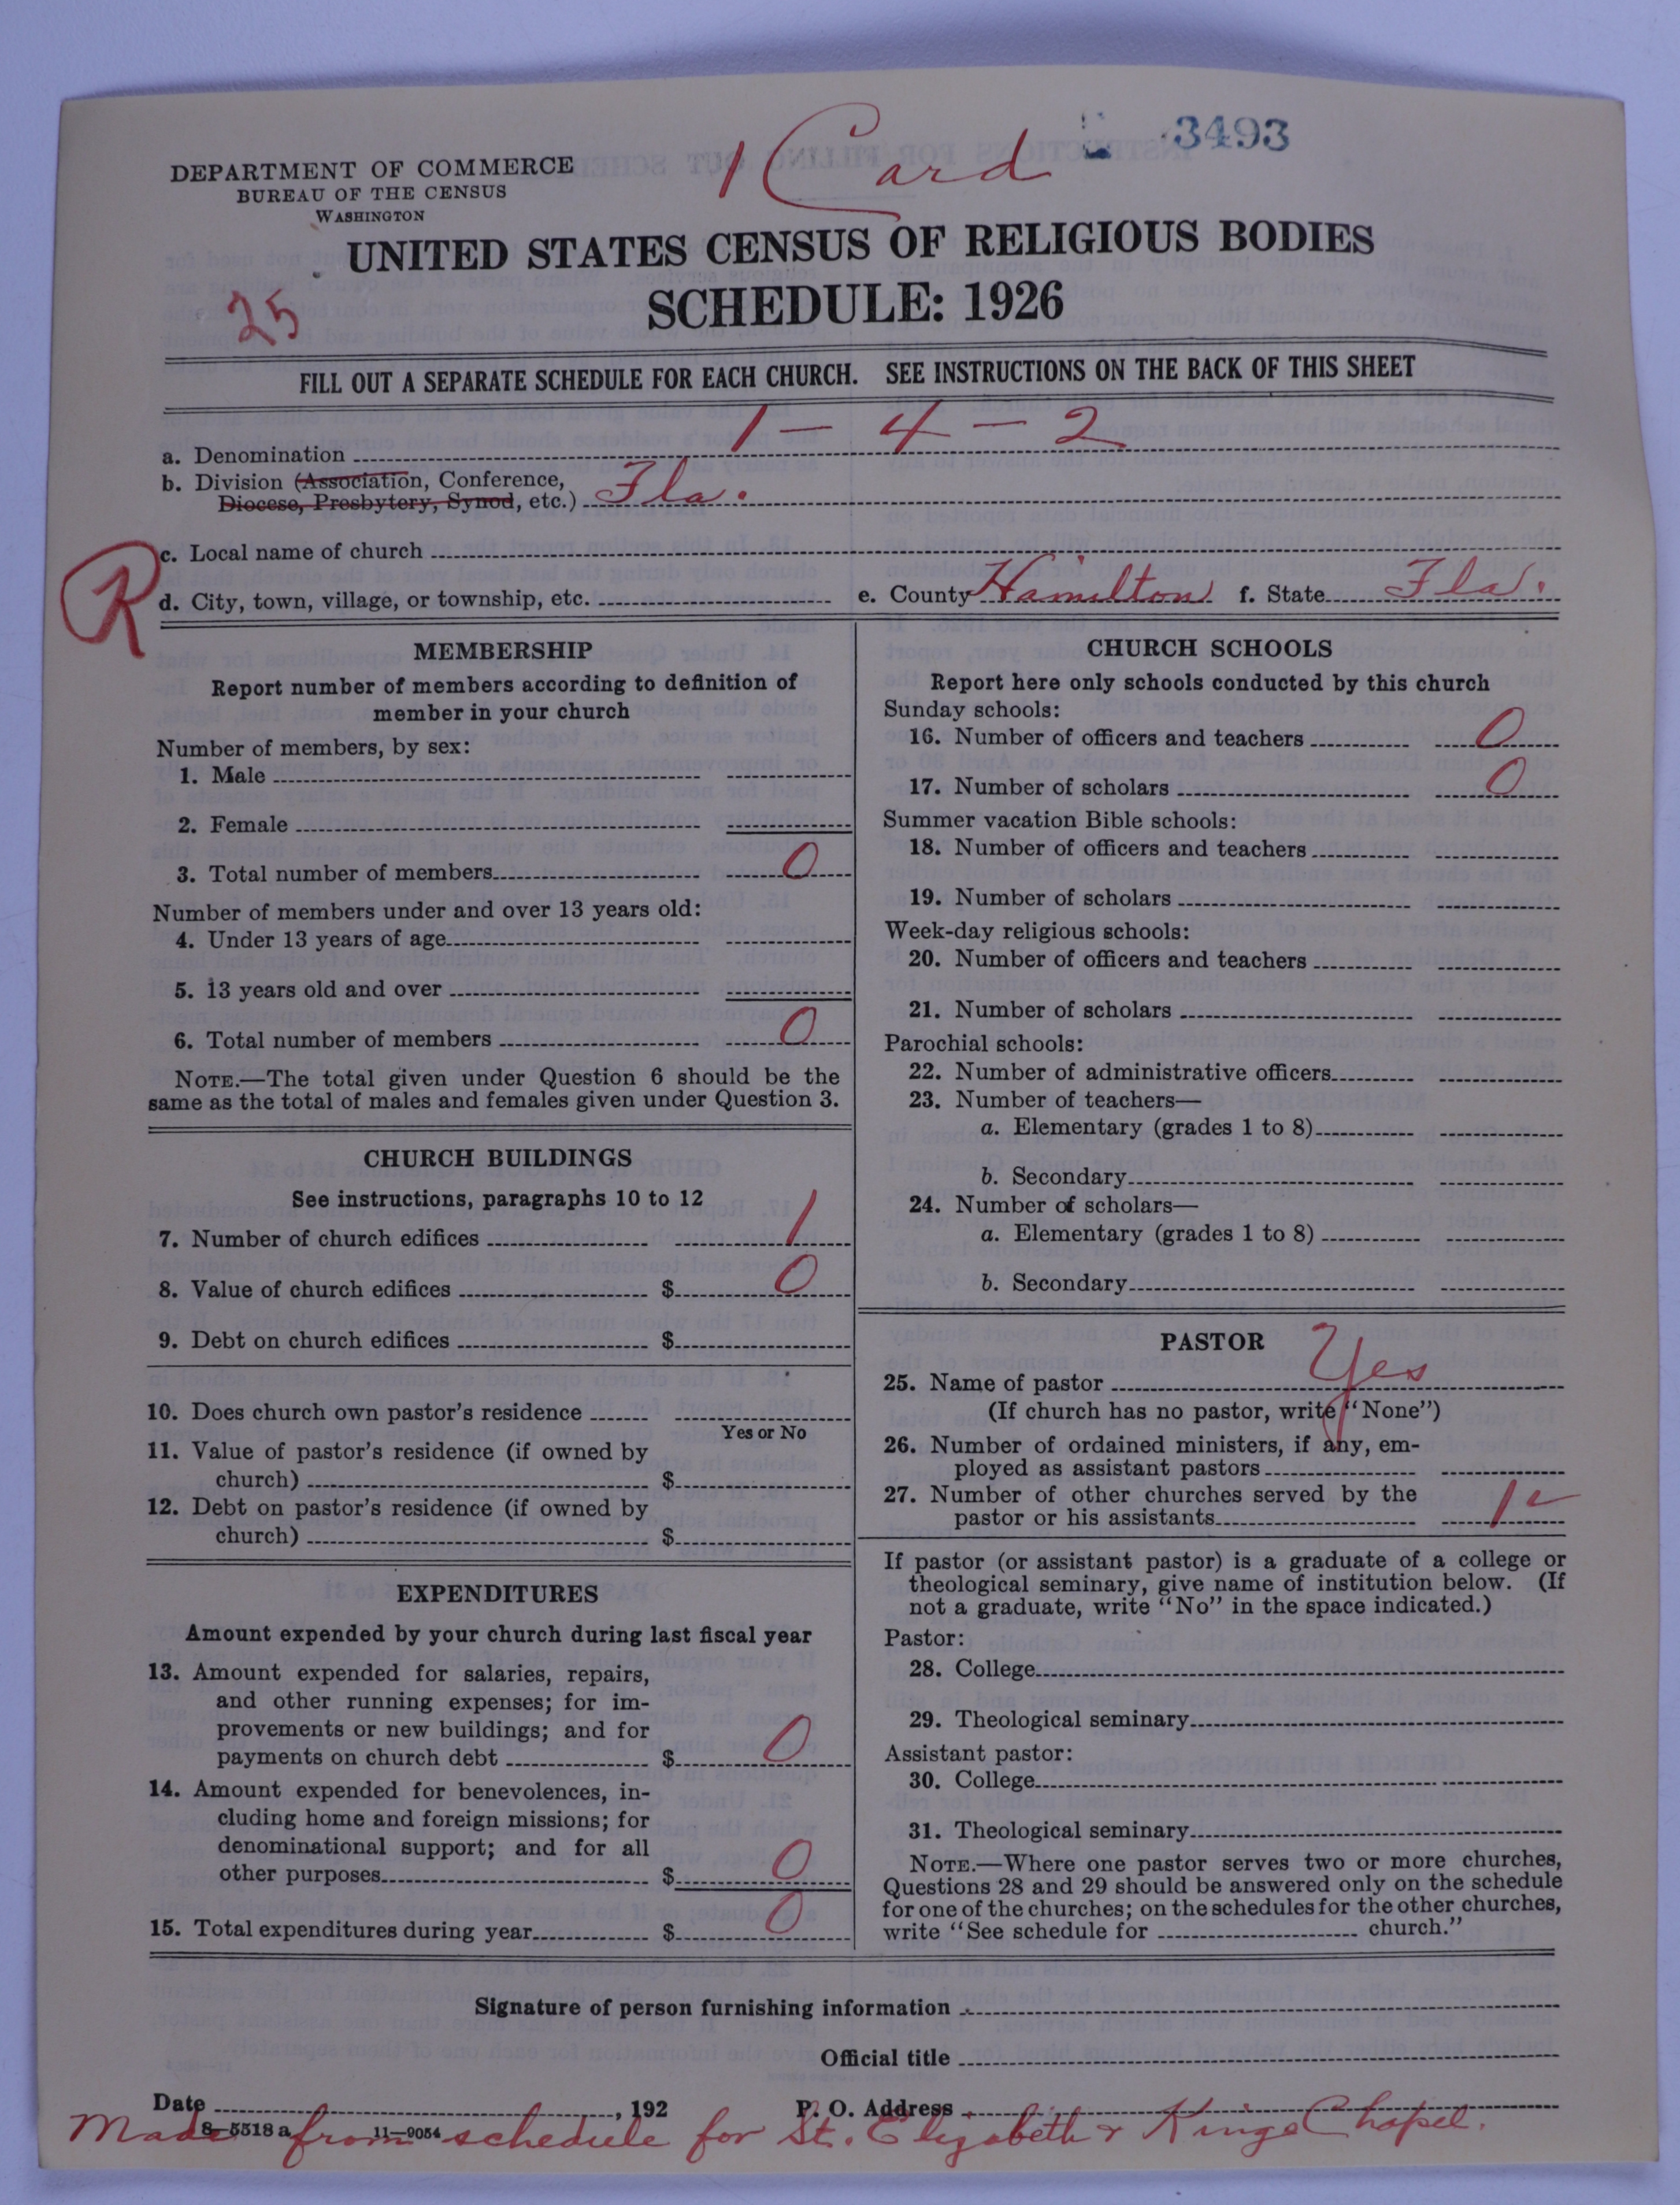 1 Card 3493
DEPARTMENT OF COMMERCE
BUREAU OF THE CENSUS
WASHINGTON
UNITED STATES CENSUS OF RELIGIOUS BODIES
25
SCHEDULE: 1926
FILL OUT A SEPARATE SCHEDULE FOR EACH CHURCH. SEE INSTRUCTIONS ON THE BACK OF THIS SHEET
a. Denomination 1 - 4 - 2
b. Division (Association, Conference,
Diocese, Presbytery, Synod, etc.) Fla.
R
c. Local name of church
d. City, town, village, or township, etc. e. County Hamilton f. State Fla.
MEMBERSHIP
Report number of members according to definition of
member in your church
Number of members, by sex:
1. Male
2. Female
3. Total number of members 0
Number of members under and over 13 years old:
4. Under 13 years of age
5. 13 years old and over
6. Total number of members 0
NOTE.—The total given under Question 6 should be the
same as the total of males and females given under Question 3.
CHURCH BUILDINGS
See instructions, paragraphs 10 to 12
7. Number of church edifices 1
8. Value of church edifices $ 0
9. Debt on church edifices $
10. Does church own pastor's residence
Yes or No
11. Value of pastor's residence (if owned by
church) $
12. Debt on pastor's residence (if owned by
church) $
EXPENDITURES
Amount expended by your church during last fiscal year
13. Amount expended for salaries, repairs,
and other running expenses; for im-
provements or new buildings; and for
payments on church debt $ 0
14. Amount expended for benevolences, in-
cluding home and foreign missions; for
denominational support; and for all
other purposes $ 0
15. Total expenditures during year $ 0
CHURCH SCHOOLS
Report here only schools conducted by this church
Sunday schools:
16. Number of officers and teachers 0
17. Number of scholars 0
Summer vacation Bible schools:
18. Number of officers and teachers
19. Number of scholars
Week-day religious schools:
20. Number of officers and teachers
21. Number of scholars
Parochial schools:
22. Number of administrative officers
23. Number of teachers—
a. Elementary (grades 1 to 8)
b. Secondary
24. Number of scholars—
a. Elementary (grades 1 to 8)
b. Secondary
PASTOR
25. Name of pastor Yes
(If church has no pastor, write "None")
26. Number of ordained ministers, if any, em-
ployed as assistant pastors
27. Number of other churches served by the
pastor or his assistants 1
If pastor (or assistant pastor) is a graduate of a college or
theological seminary, give name of institution below. (If
not a graduate, write "No" in the space indicated.)
Pastor:
28. College
29. Theological seminary
Assistant pastor:
30. College
31. Theological seminary
NOTE.—Where one pastor serves two or more churches,
Questions 28 and 29 should be answered only on the schedule
for one of the churches; on the schedules for the other churches,
write "See schedule for church."
Signature of person furnishing information
Official title
Date , 192 P. O. Address
8—5518 a 11—9054
Made from schedule for St. Elizabeth & Kings Chapel.